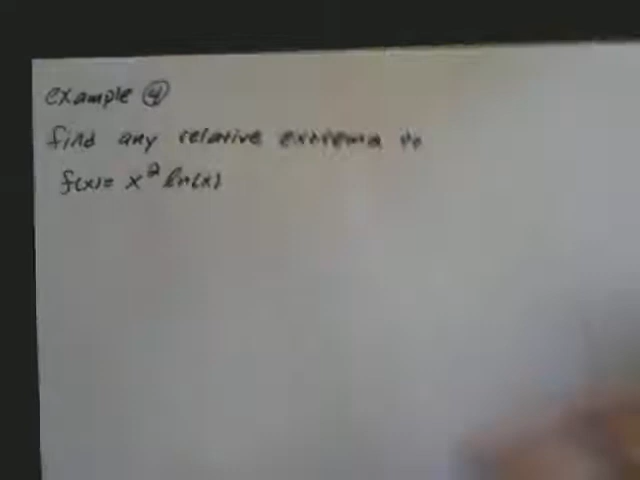 example ④
find any relative extrema to
f(x)= x² ln(x)